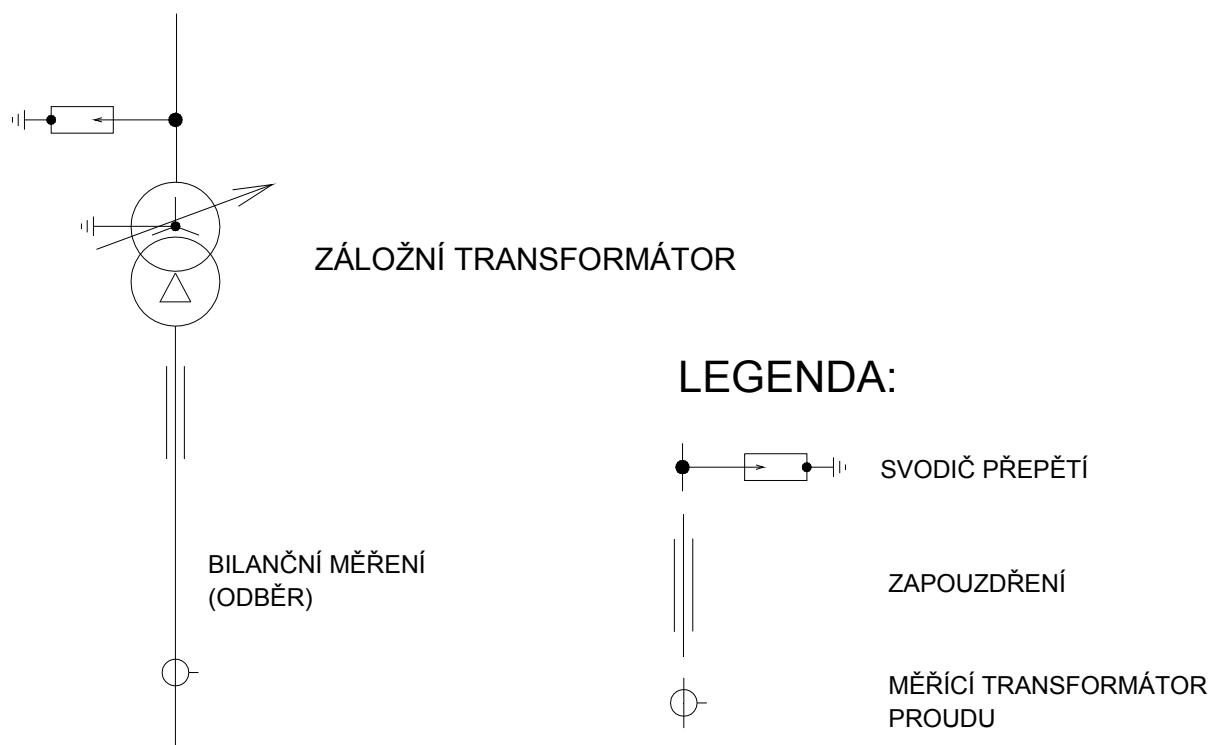 ZÁLOŽNÍ TRANSFORMÁTOR
LEGENDA:
SVODIČ PŘEPĚTÍ
BILANČNÍ MĚŘENÍ
(ODBĚR)
ZAPOUZDŘENÍ
MĚŘÍCÍ TRANSFORMÁTOR
PROUDU